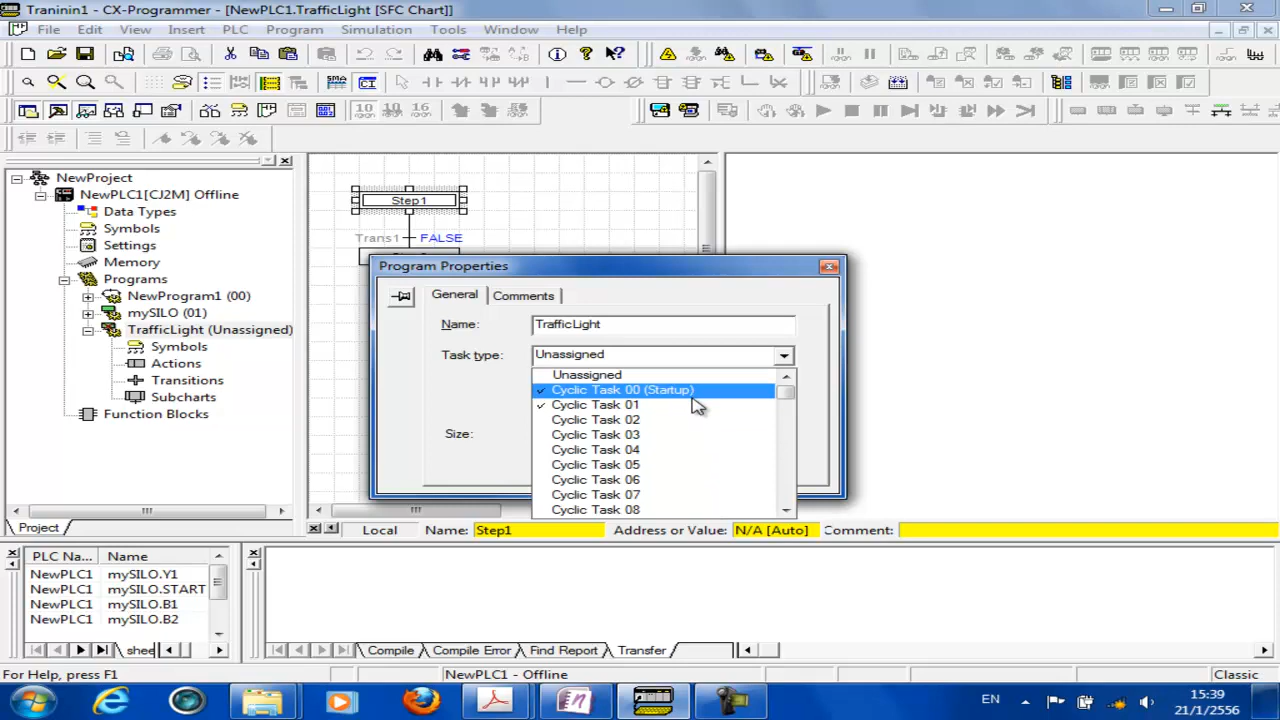 Traninin1 - CX-Programmer - [NewPLC1.TrafficLight [SFC Chart]]
File Edit View Insert PLC Program Simulation Tools Window Help
SMA CI
10 10 16
NewProject
NewPLC1[CJ2M] Offline
Data Types
Symbols
Settings
Memory
Programs
NewProgram1 (00)
mySILO (01)
TrafficLight (Unassigned)
Symbols
Actions
Transitions
Subcharts
Function Blocks
Project
Step1
Trans1 FALSE
Program Properties
General Comments
Name: TrafficLight
Task type: Unassigned
Unassigned
Cyclic Task 00 (Startup)
Cyclic Task 01
Cyclic Task 02
Cyclic Task 03
Cyclic Task 04
Cyclic Task 05
Cyclic Task 06
Cyclic Task 07
Cyclic Task 08
Size:
Local Name: Step1 Address or Value: N/A [Auto] Comment:
PLC Na... Name
NewPLC1 mySILO.Y1
NewPLC1 mySILO.START
NewPLC1 mySILO.B1
NewPLC1 mySILO.B2
shee
Compile Compile Error Find Report Transfer
For Help, press F1 NewPLC1 - Offline Classic
EN 15:39
21/1/2556